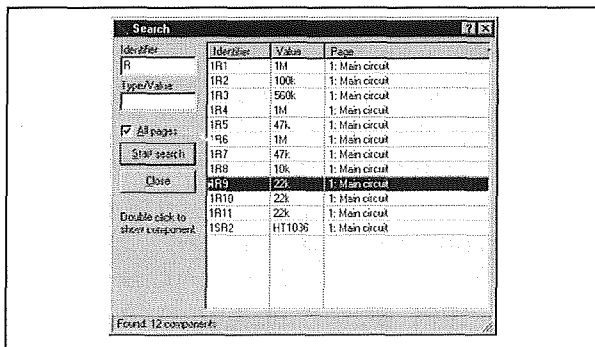 Search
Identifier
R
Type/Value
All pages
Start search
Close
Double click to
show component
Identifier Value Page
1R1 1M 1: Main circuit
1R2 100k 1: Main circuit
1R3 560k 1: Main circuit
1R4 1M 1: Main circuit
1R5 47k 1: Main circuit
1R6 1M 1: Main circuit
1R7 47k 1: Main circuit
1R8 10k 1: Main circuit
1R9 22k 1: Main circuit
1R10 22k 1: Main circuit
1R11 22k 1: Main circuit
1SR2 HT1036 1: Main circuit
Found: 12 components